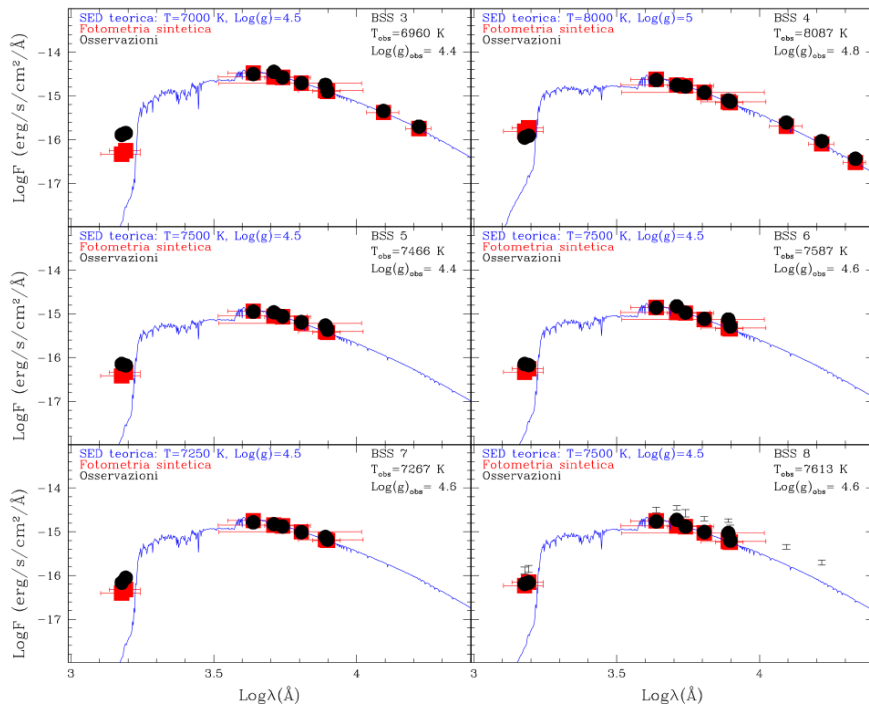 SED teorica: T=7000 K, Log(g)=4.5
Fotometria sintetica
Osservazioni
BSS 3
T_obs=6960 K
Log(g)_obs= 4.4
SED teorica: T=8000 K, Log(g)=5
Fotometria sintetica
Osservazioni
BSS 4
T_obs=8087 K
Log(g)_obs= 4.8
LogF (erg/s/cm²/Å)
-14
-15
-16
-17
SED teorica: T=7500 K, Log(g)=4.5
Fotometria sintetica
Osservazioni
BSS 5
T_obs=7466 K
Log(g)_obs= 4.4
SED teorica: T=7500 K, Log(g)=4.5
Fotometria sintetica
Osservazioni
BSS 6
T_obs=7587 K
Log(g)_obs= 4.6
LogF (erg/s/cm²/Å)
-14
-15
-16
-17
SED teorica: T=7250 K, Log(g)=4.5
Fotometria sintetica
Osservazioni
BSS 7
T_obs=7267 K
Log(g)_obs= 4.6
SED teorica: T=7500 K, Log(g)=4.5
Fotometria sintetica
Osservazioni
BSS 8
T_obs=7613 K
Log(g)_obs= 4.6
LogF (erg/s/cm²/Å)
-14
-15
-16
-17
3 3.5 4 3 3.5 4
Logλ(Å) Logλ(Å)